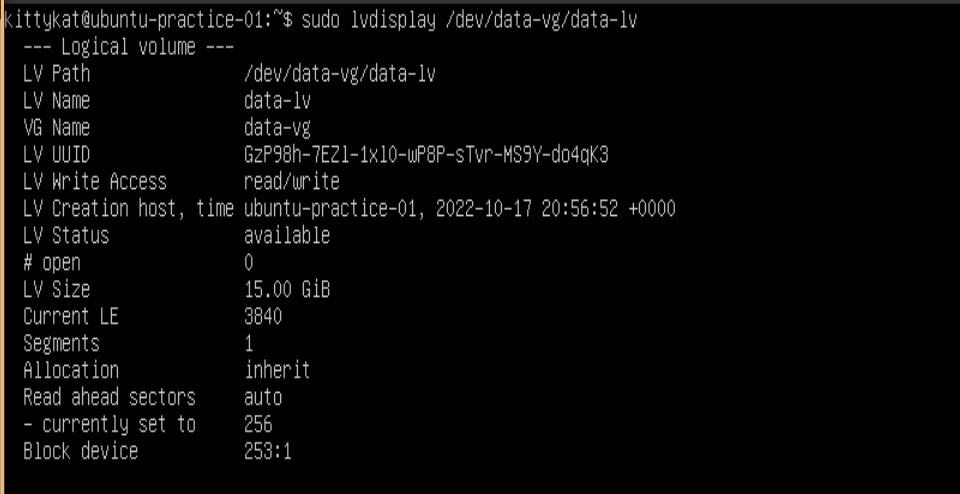 kittykat@ubuntu-practice-01:~$ sudo lvdisplay /dev/data-vg/data-lv
--- Logical volume ---
LV Path /dev/data-vg/data-lv
LV Name data-lv
VG Name data-vg
LV UUID GzP98h-7EZl-1xl0-wP8P-sTvr-MS9Y-do4qK3
LV Write Access read/write
LV Creation host, time ubuntu-practice-01, 2022-10-17 20:56:52 +0000
LV Status available
# open 0
LV Size 15.00 GiB
Current LE 3840
Segments 1
Allocation inherit
Read ahead sectors auto
- currently set to 256
Block device 253:1